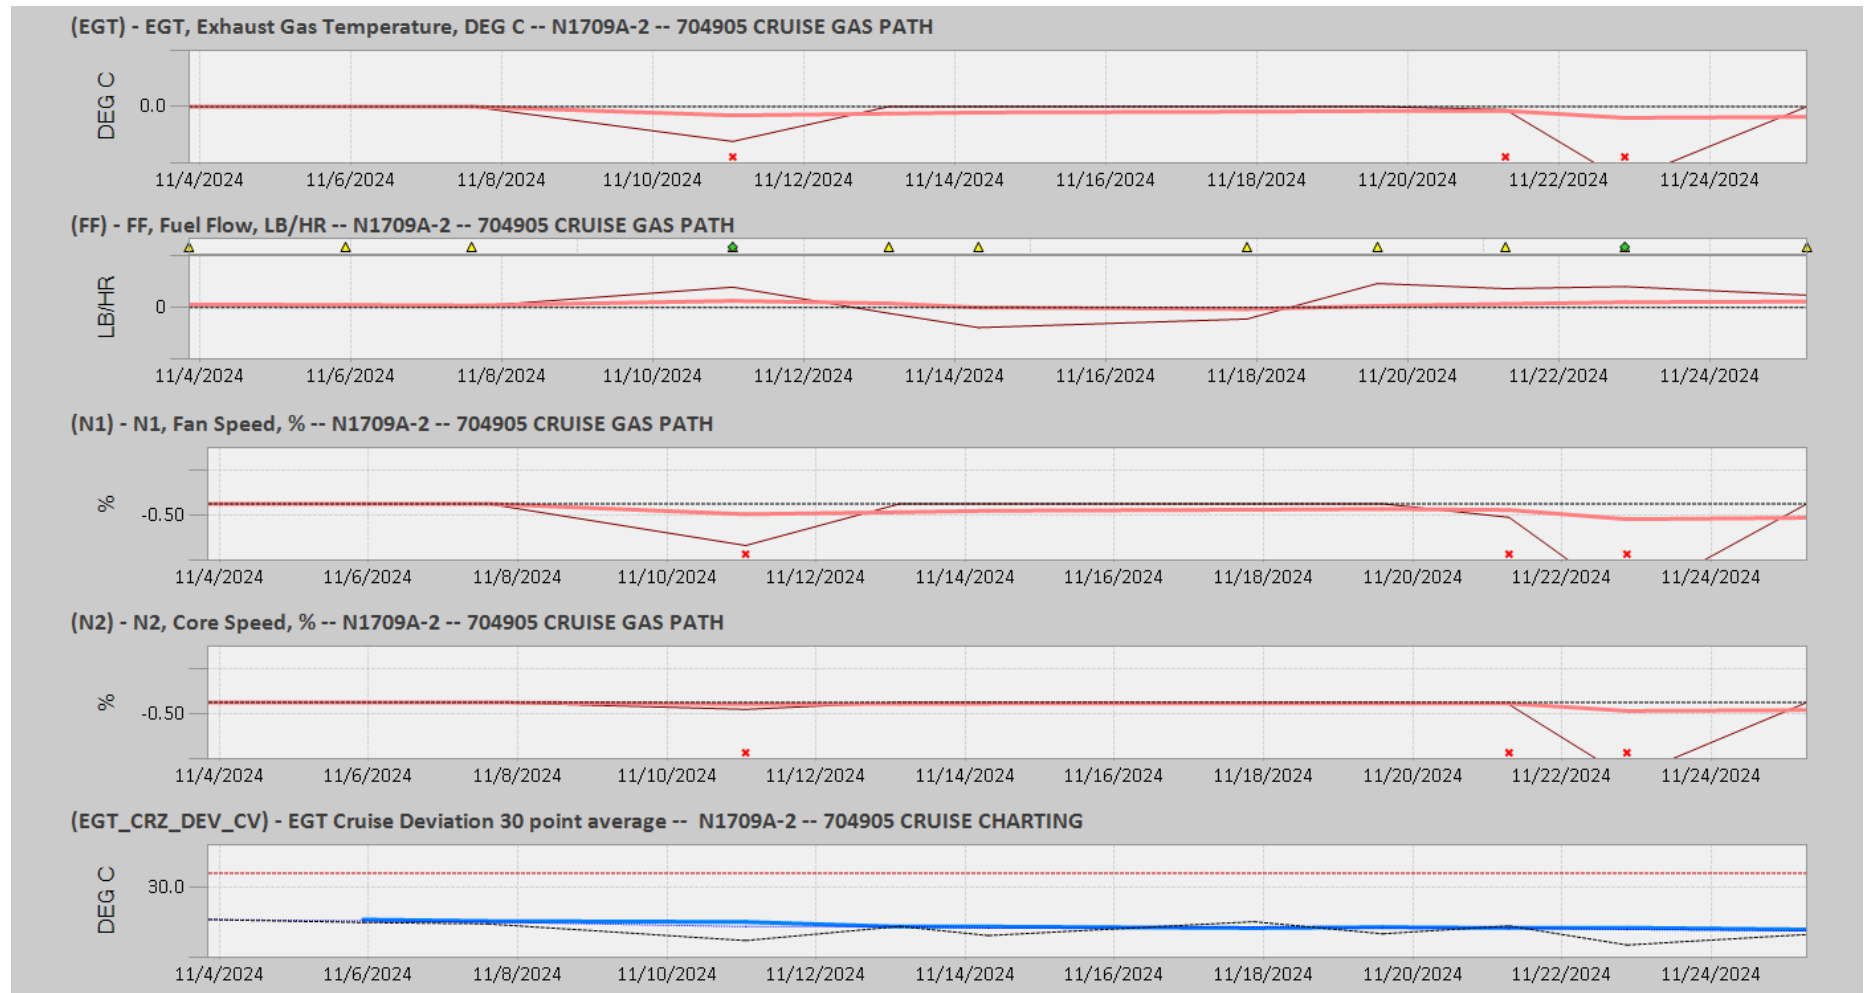 (EGT) - EGT, Exhaust Gas Temperature, DEG C -- N1709A-2 -- 704905 CRUISE GAS PATH
DEG C
0.0
11/4/2024 11/6/2024 11/8/2024 11/10/2024 11/12/2024 11/14/2024 11/16/2024 11/18/2024 11/20/2024 11/22/2024 11/24/2024
(FF) - FF, Fuel Flow, LB/HR -- N1709A-2 -- 704905 CRUISE GAS PATH
LB/HR
0
11/4/2024 11/6/2024 11/8/2024 11/10/2024 11/12/2024 11/14/2024 11/16/2024 11/18/2024 11/20/2024 11/22/2024 11/24/2024
(N1) - N1, Fan Speed, % -- N1709A-2 -- 704905 CRUISE GAS PATH
%
-0.50
11/4/2024 11/6/2024 11/8/2024 11/10/2024 11/12/2024 11/14/2024 11/16/2024 11/18/2024 11/20/2024 11/22/2024 11/24/2024
(N2) - N2, Core Speed, % -- N1709A-2 -- 704905 CRUISE GAS PATH
%
-0.50
11/4/2024 11/6/2024 11/8/2024 11/10/2024 11/12/2024 11/14/2024 11/16/2024 11/18/2024 11/20/2024 11/22/2024 11/24/2024
(EGT_CRZ_DEV_CV) - EGT Cruise Deviation 30 point average -- N1709A-2 -- 704905 CRUISE CHARTING
DEG C
30.0
11/4/2024 11/6/2024 11/8/2024 11/10/2024 11/12/2024 11/14/2024 11/16/2024 11/18/2024 11/20/2024 11/22/2024 11/24/2024